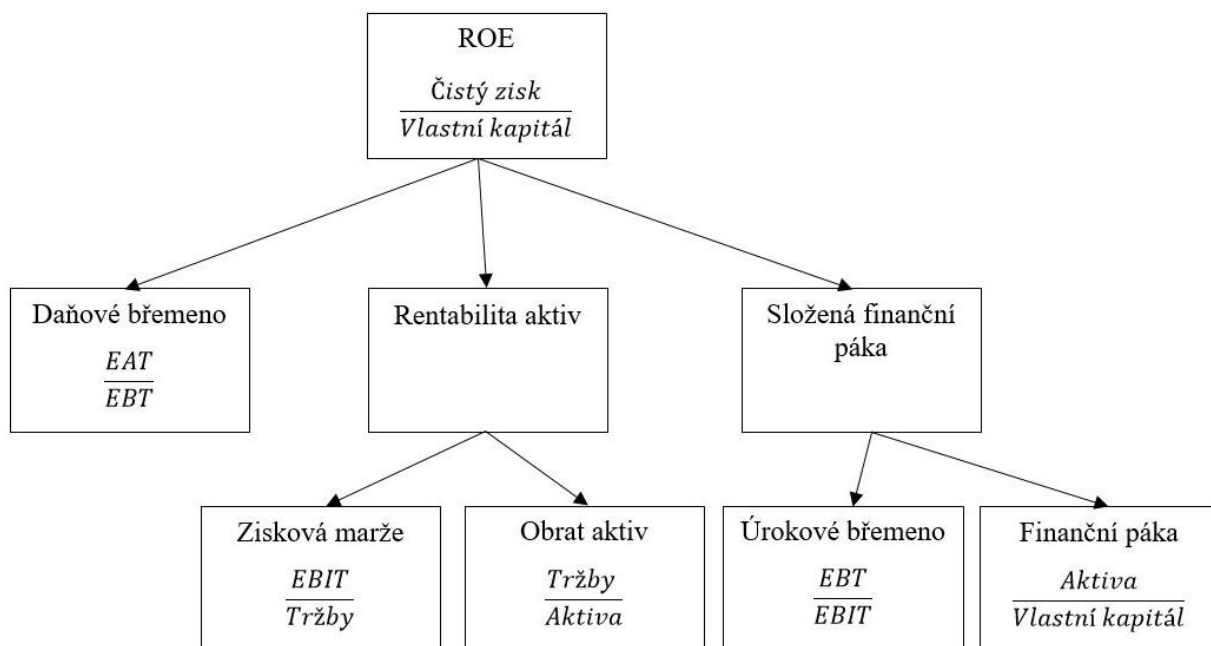 ROE
Čistý zisk
Vlastní kapitál
Daňové břemeno
EAT
EBT
Rentabilita aktiv
Složená finanční
páka
Zisková marže
EBIT
Tržby
Obrat aktiv
Tržby
Aktiva
Úrokové břemeno
EBT
EBIT
Finanční páka
Aktiva
Vlastní kapitál